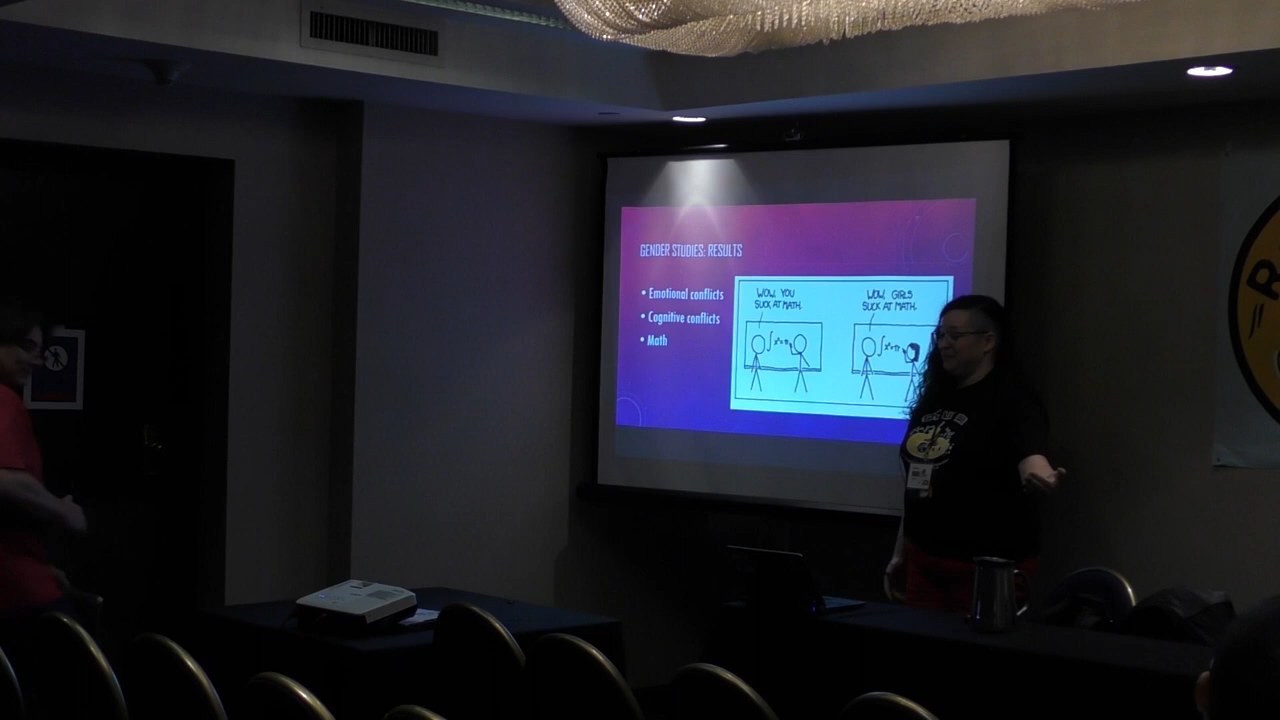 GENDER STUDIES: RESULTS
• Emotional conflicts
• Cognitive conflicts
• Math
WOW, YOU
SUCK AT MATH.
WOW, GIRLS
SUCK AT MATH.